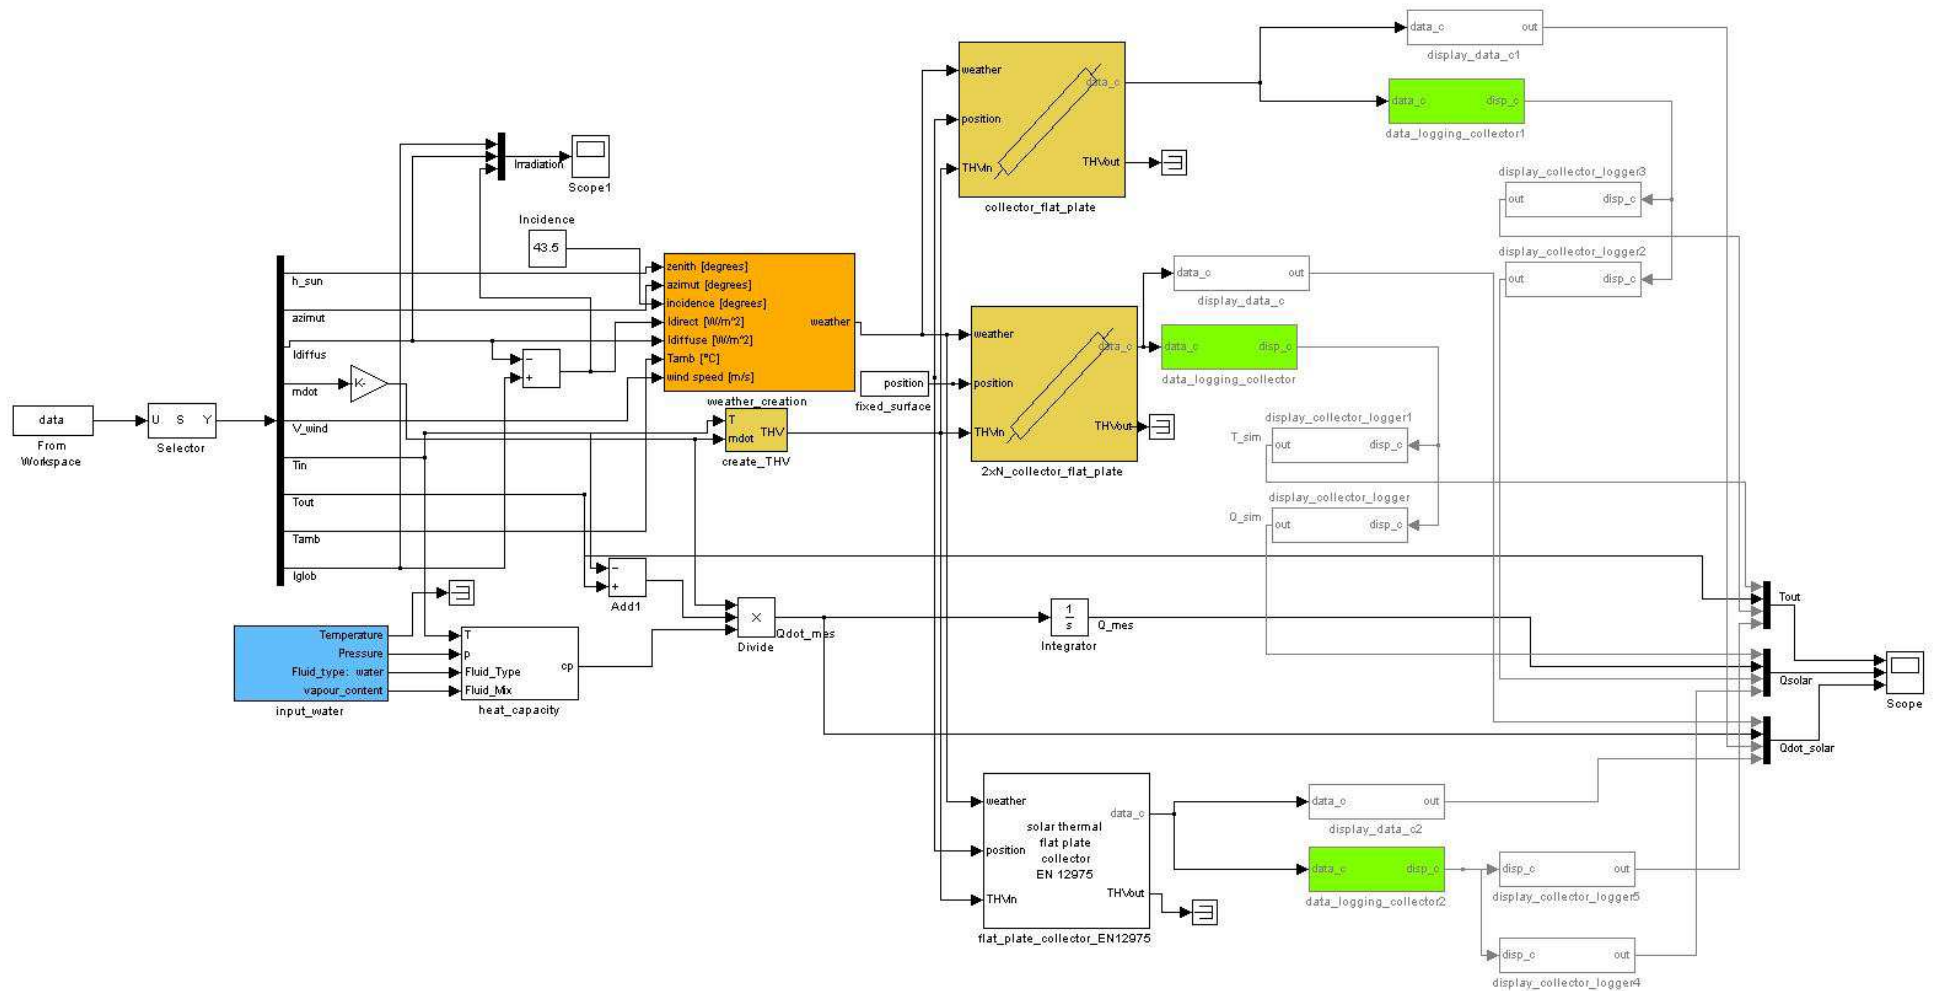 data
From
Workspace
U S Y
Selector
h_sun
azimut
Idiffus
mdot
V_wind
Tin
Tout
Tamb
Iglob
K-
Irradiation
Scope1
Incidence
43.5
zenith [degrees]
azimut [degrees]
incidence [degrees]
Idirect [W/m^2]
Idiffuse [W/m^2]
Tamb [°C]
wind speed [m/s]
weather
weather_creation
-
+
T
mdot
THV
create_THV
position
fixed_surface
-
+
Add1
×
Divide
Qdot_mes
Temperature
Pressure
Fluid_type: water
vapour_content
input_water
T
p
Fluid_Type
Fluid_Mix
cp
heat_capacity
1
s
Integrator
Q_mes
weather
position
THVin
data_c
THVout
collector_flat_plate
weather
position
THVin
data_c
THVout
2xN_collector_flat_plate
weather
position
THVin
solar thermal
flat plate
collector
EN 12975
data_c
THVout
flat_plate_collector_EN12975
data_c out
display_data_c1
data_c disp_c
data_logging_collector1
display_collector_logger3
out disp_c
display_collector_logger2
out disp_c
data_c out
display_data_c
data_c disp_c
data_logging_collector
display_collector_logger1
T_sim
out disp_c
display_collector_logger
Q_sim
out disp_c
data_c out
display_data_c2
data_c disp_c
data_logging_collector2
disp_c out
display_collector_logger5
disp_c out
display_collector_logger4
Tout
Qsolar
Qdot_solar
Scope